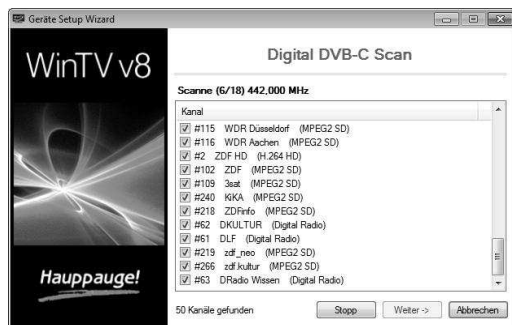 Geräte Setup Wizard
WinTV v8
Digital DVB-C Scan
Scanne (6/18) 442,000 MHz
Kanal
#115 WDR Düsseldorf (MPEG2 SD)
#116 WDR Aachen (MPEG2 SD)
#2 ZDF HD (H.264 HD)
#102 ZDF (MPEG2 SD)
#109 3sat (MPEG2 SD)
#240 KiKA (MPEG2 SD)
#218 ZDFinfo (MPEG2 SD)
#62 DKULTUR (Digital Radio)
#61 DLF (Digital Radio)
#219 zdf_neo (MPEG2 SD)
#266 zdf.kultur (MPEG2 SD)
#63 DRadio Wissen (Digital Radio)
Hauppauge!
50 Kanäle gefunden
Stopp
Weiter ->
Abbrechen